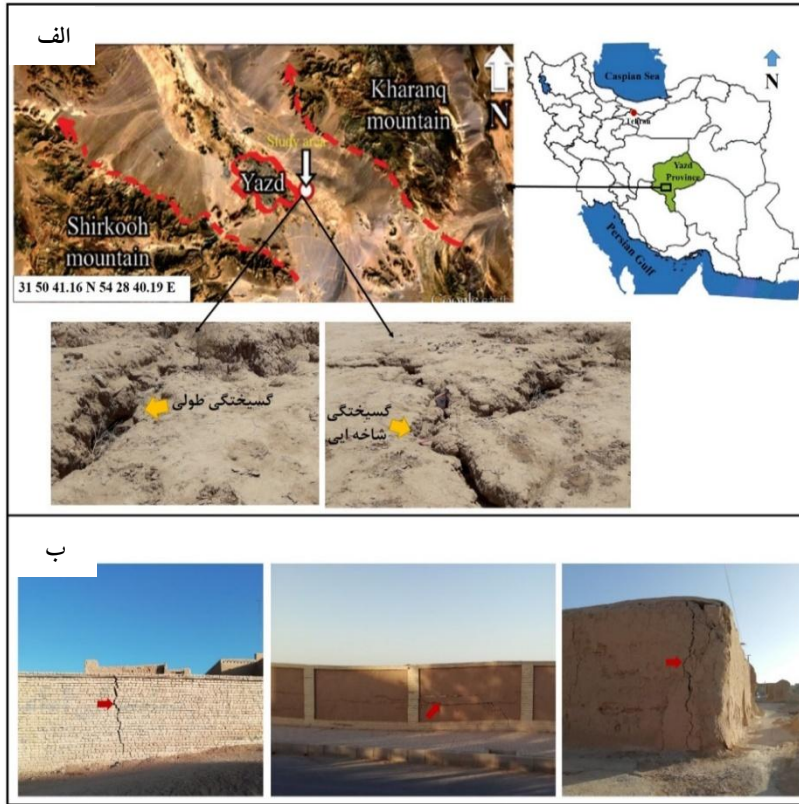 الف
Kharanq
mountain
N
Study area
Yazd
Shirkooh
mountain
31 50 41.16 N 54 28 40.19 E
Caspian Sea
N
Tehran
Yazd
Province
Persian Gulf
گسیختگی طولی
گسیختگی
شاخه ایی
ب